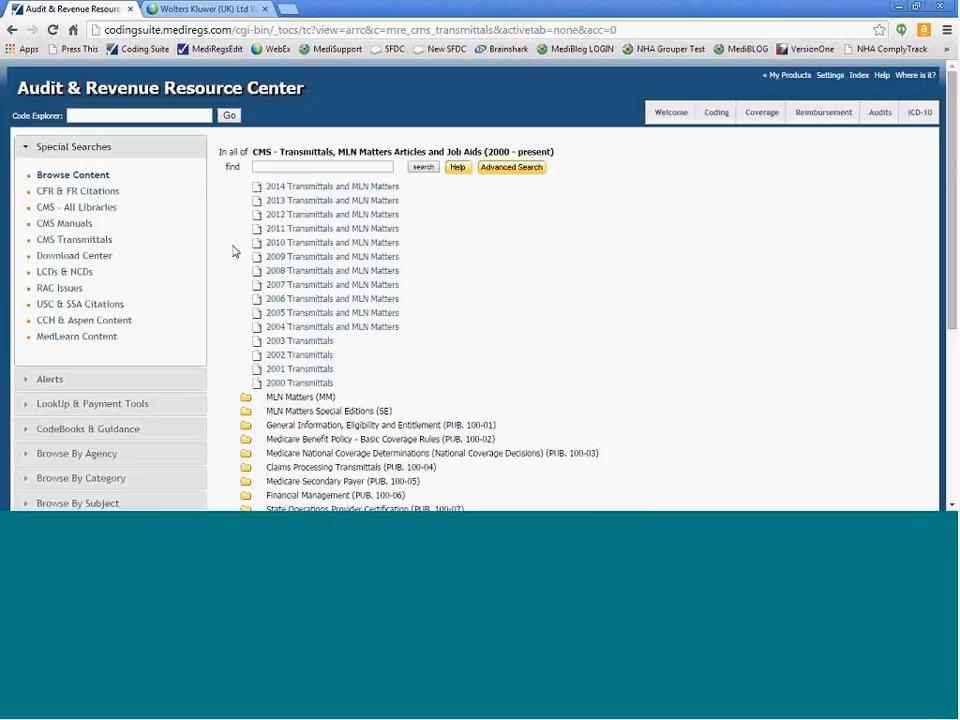 Audit & Revenue Resourc
Wolters Kluwer (UK) Ltd V
codingsuite.mediregs.com/cgi-bin/_tocs/tc?view=arrc&c=mre_cms_transmittals&activetab=none&acc=0
Apps Press This Coding Suite MediRegsEdit WebEx MediSupport SFDC New SFDC Brainshark MediBlog LOGIN NHA Grouper Test MediBLOG VersionOne NHA ComplyTrack »
« My Products Settings Index Help Where is it?
Audit & Revenue Resource Center
Code Explorer: Go
Welcome Coding Coverage Reimbursement Audits ICD-10
Special Searches
Browse Content
CFR & FR Citations
CMS - All Libraries
CMS Manuals
CMS Transmittals
Download Center
LCDs & NCDs
RAC Issues
USC & SSA Citations
CCH & Aspen Content
MedLearn Content
Alerts
LookUp & Payment Tools
CodeBooks & Guidance
Browse By Agency
Browse By Category
Browse By Subject
In all of CMS - Transmittals, MLN Matters Articles and Job Aids (2000 - present)
find search Help Advanced Search
2014 Transmittals and MLN Matters
2013 Transmittals and MLN Matters
2012 Transmittals and MLN Matters
2011 Transmittals and MLN Matters
2010 Transmittals and MLN Matters
2009 Transmittals and MLN Matters
2008 Transmittals and MLN Matters
2007 Transmittals and MLN Matters
2006 Transmittals and MLN Matters
2005 Transmittals and MLN Matters
2004 Transmittals and MLN Matters
2003 Transmittals
2002 Transmittals
2001 Transmittals
2000 Transmittals
MLN Matters (MM)
MLN Matters Special Editions (SE)
General Information, Eligibility and Entitlement (PUB. 100-01)
Medicare Benefit Policy - Basic Coverage Rules (PUB. 100-02)
Medicare National Coverage Determinations (National Coverage Decisions) (PUB. 100-03)
Claims Processing Transmittals (PUB. 100-04)
Medicare Secondary Payer (PUB. 100-05)
Financial Management (PUB. 100-06)
State Operations Provider Certification (PUB. 100-07)